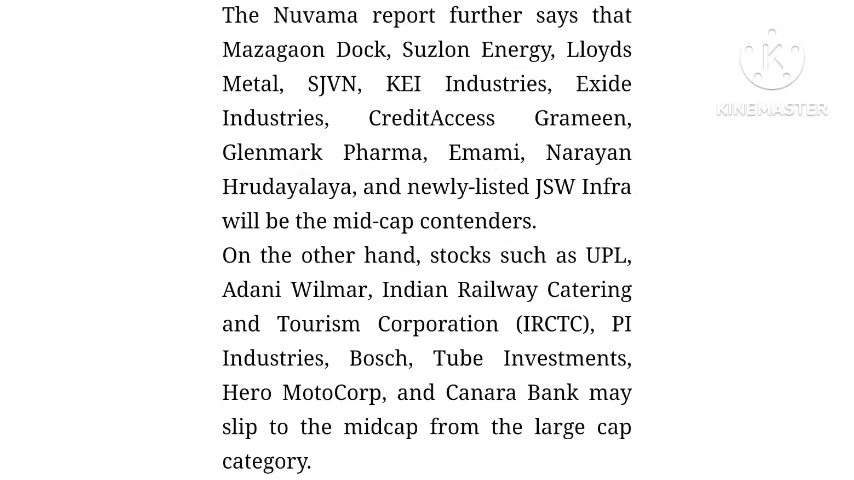 The Nuvama report further says that
Mazagaon Dock, Suzlon Energy, Lloyds
Metal, SJVN, KEI Industries, Exide
Industries, CreditAccess Grameen,
Glenmark Pharma, Emami, Narayan
Hrudayalaya, and newly-listed JSW Infra
will be the mid-cap contenders.
On the other hand, stocks such as UPL,
Adani Wilmar, Indian Railway Catering
and Tourism Corporation (IRCTC), PI
Industries, Bosch, Tube Investments,
Hero MotoCorp, and Canara Bank may
slip to the midcap from the large cap
category.
K
KINEMASTER